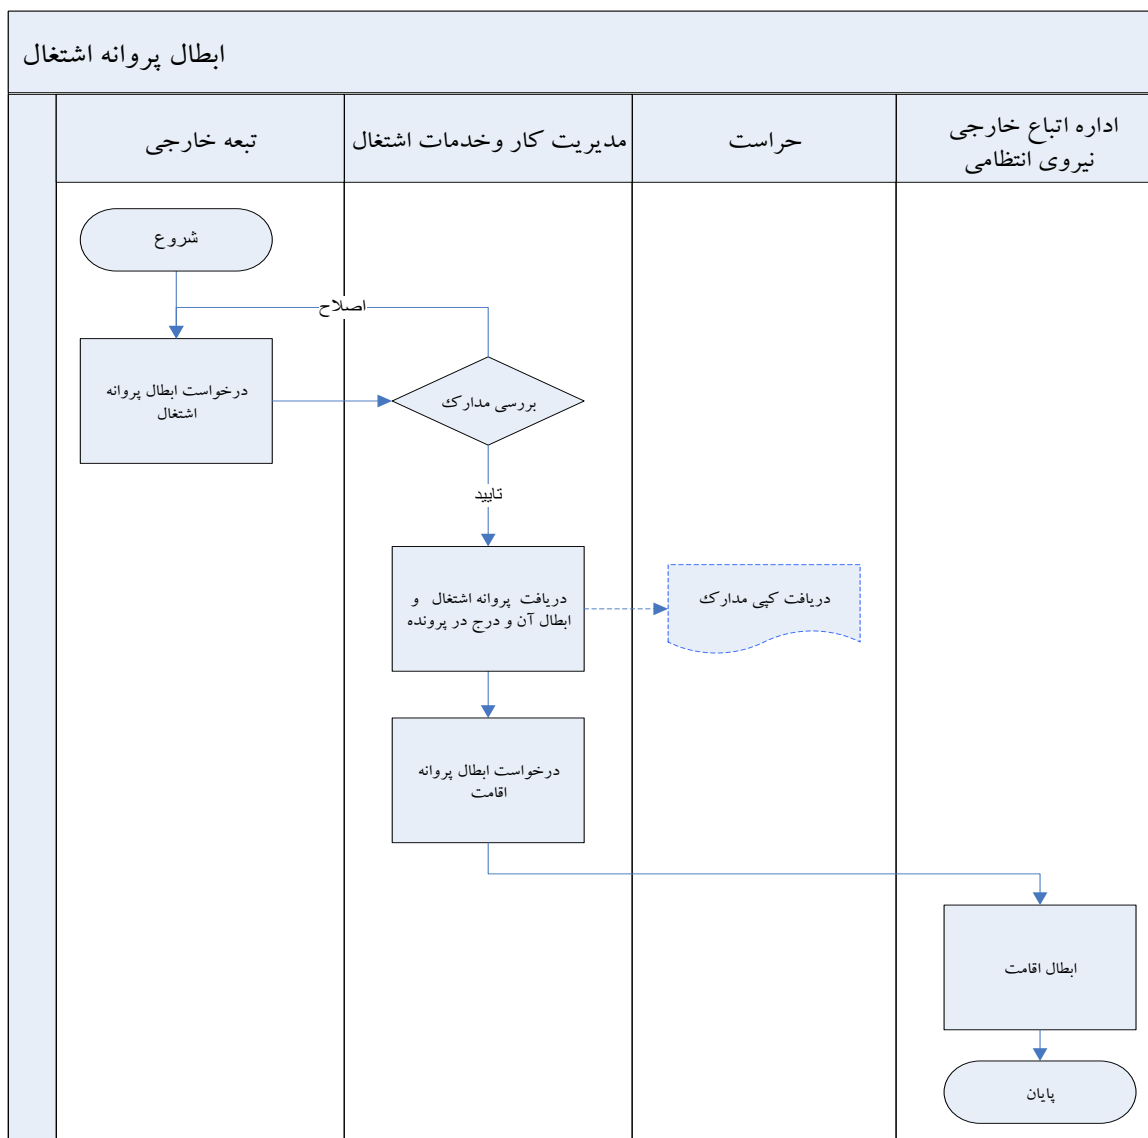 ابطال پروانه اشتغال
تبعه خارجی
مدیریت کار وخدمات اشتغال
حراست
اداره اتباع خارجی
نیروی انتظامی
شروع
اصلاح
درخواست ابطال پروانه
اشتغال
بررسی مدارک
تایید
دریافت پروانه اشتغال و
ابطال آن و درج در پرونده
دریافت کپی مدارک
درخواست ابطال پروانه
اقامت
ابطال اقامت
پایان